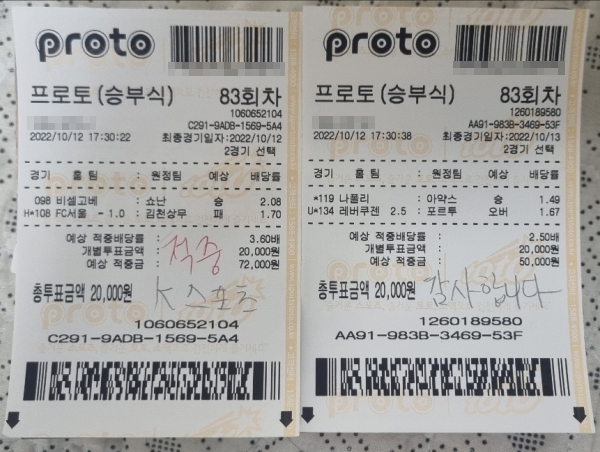 proto
프로토(승부식) 83회차
1060652104
C291-9ADB-1569-5A4
2022/10/12 17:30:22 최종경기일자:2022/10/12
2경기 선택
경기 홈팀 : 원정팀 예상 배당률
098 비셀고베 : 쇼난 승 2.08
H*108 FC서울 - 1.0 : 김천상무 패 1.70
예상 적중배당률 : 3.60배
개별투표금액 : 20,000원
예상 적중금 : 72,000원
적중
총투표금액 20,000원
K스포츠
1060652104
C291-9ADB-1569-5A4
proto
프로토(승부식) 83회차
1260189580
AA91-983B-3469-53F
2022/10/12 17:30:38 최종경기일자:2022/10/13
2경기 선택
경기 홈팀 : 원정팀 예상 배당률
*119 나폴리 : 아약스 승 1.49
U*134 레버쿠젠 2.5 : 포르투 오버 1.67
예상 적중배당률 : 2.50배
개별투표금액 : 20,000원
예상 적중금 : 50,000원
총투표금액 20,000원
감사합니다
1260189580
AA91-983B-3469-53F